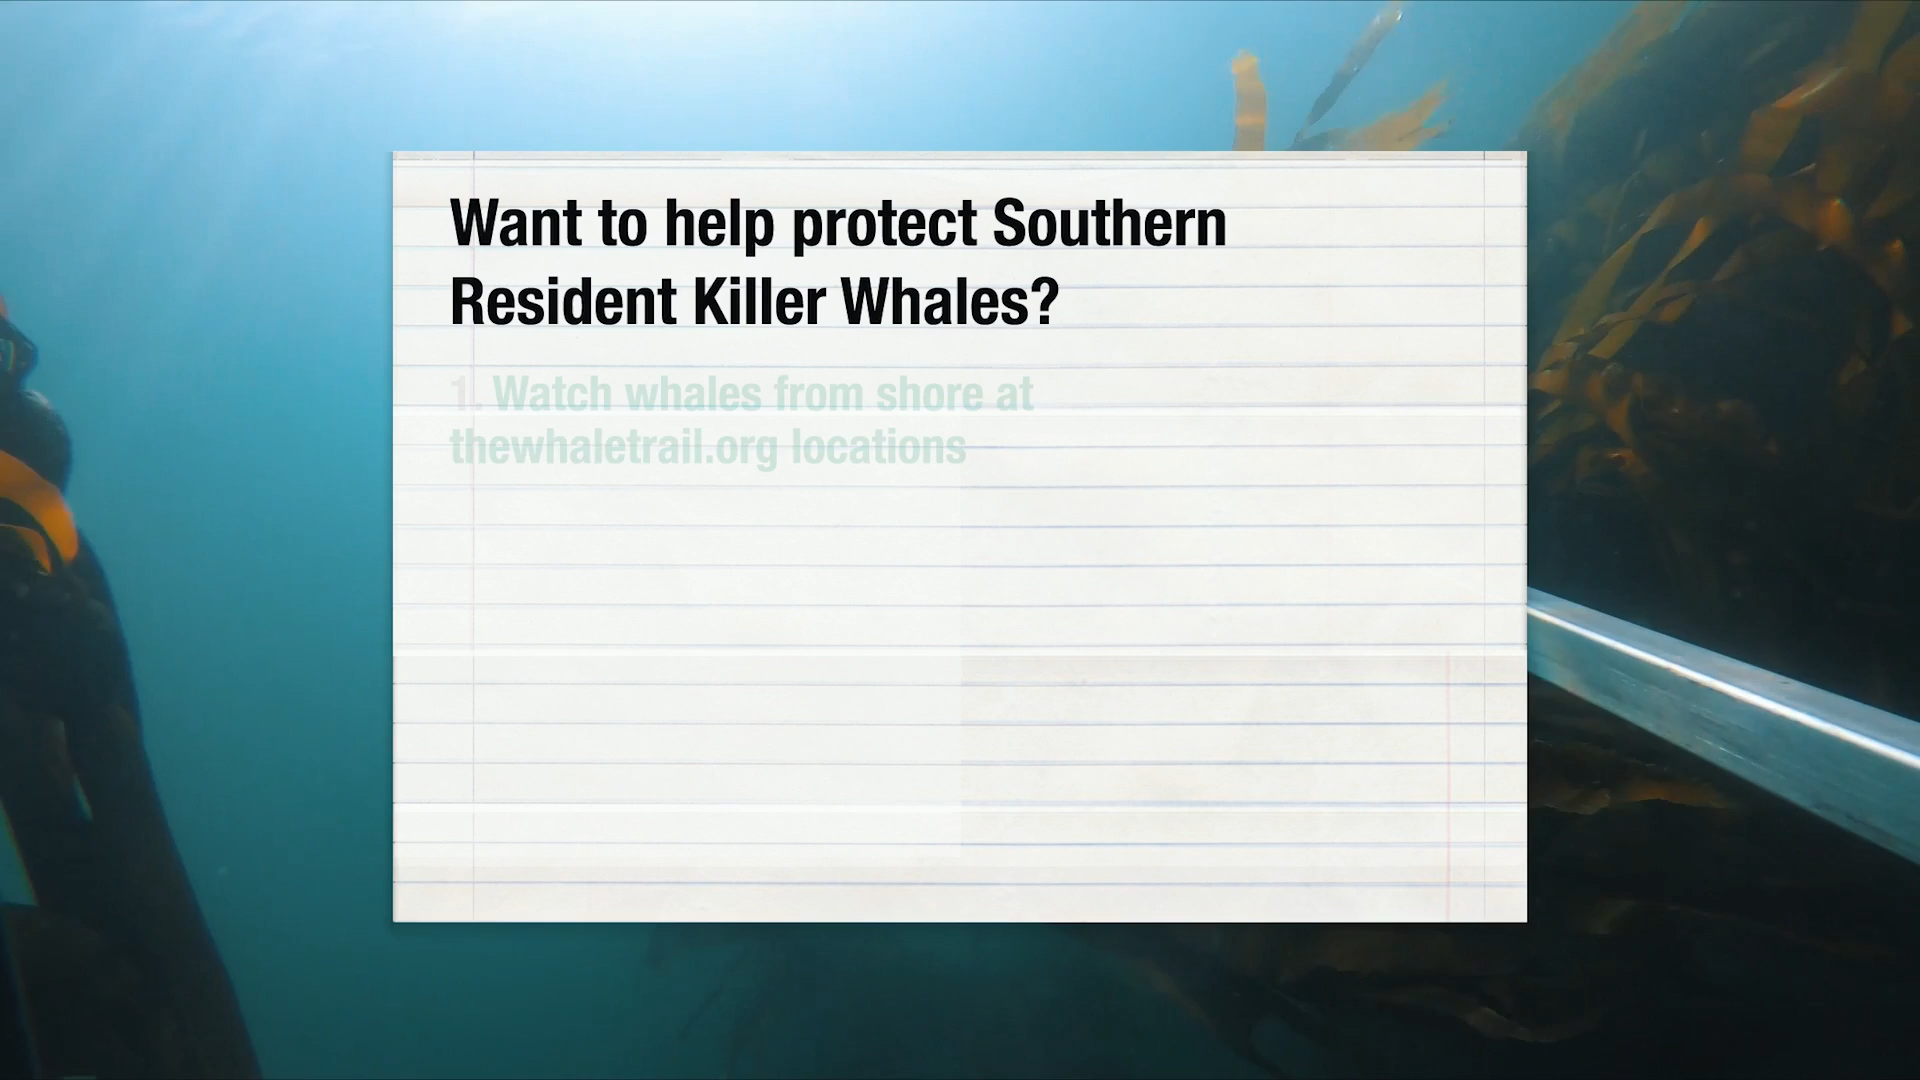 Want to help protect Southern
Resident Killer Whales?
1. Watch whales from shore at
thewhaletrail.org locations